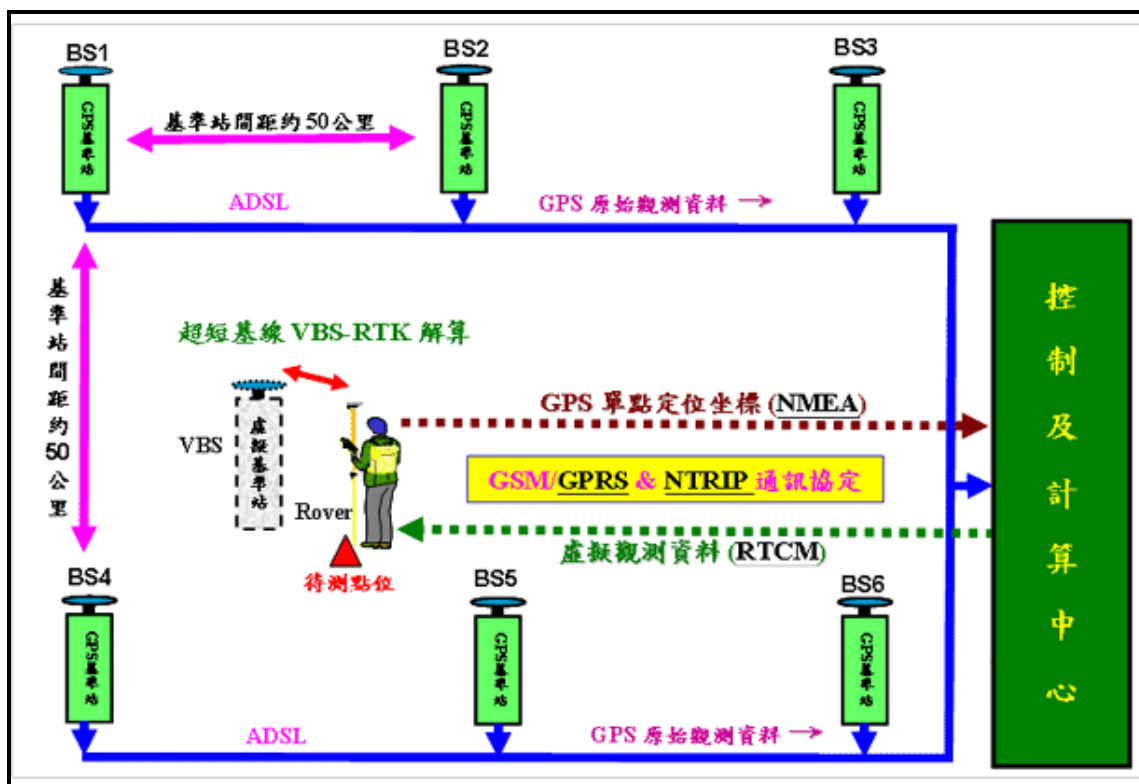 BS1
BS2
BS3
GPS基準站
GPS基準站
GPS基準站
基準站間距約50公里
ADSL
GPS 原始觀測資料 →
基準站間距約50公里
控制及計算中心
超短基線 VBS-RTK 解算
VBS
虛擬基準站
Rover
待測點位
GPS 單點定位坐標 (NMEA)
GSM/GPRS & NTRIP 通訊協定
虛擬觀測資料 (RTCM)
BS4
BS5
BS6
GPS基準站
GPS基準站
GPS基準站
ADSL
GPS 原始觀測資料 →